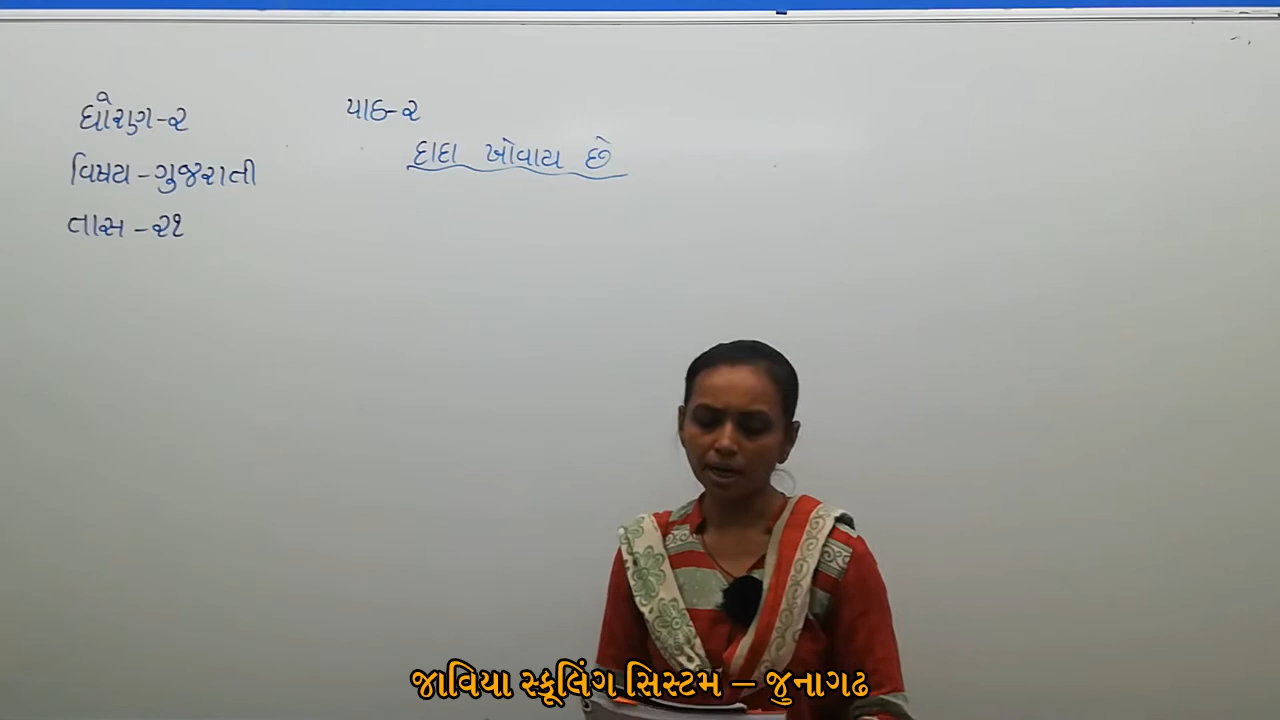 ધોરણ-૨
વિષય-ગુજરાતી
તાસ-૨૧
પાઠ-૨
દાદા ખોવાય છે
જાવિયા સ્કૂલિંગ સિસ્ટમ – જુનાગઢ